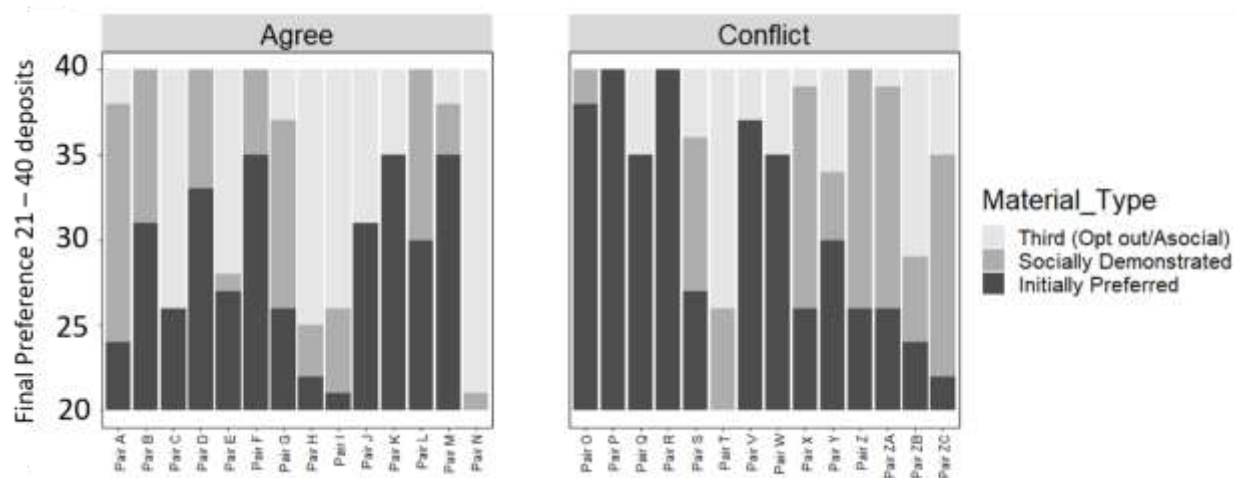 Agree
Conflict
Final Preference 21 – 40 deposits
40
35
30
25
20
Pair A
Pair B
Pair C
Pair D
Pair E
Pair F
Pair G
Pair H
Pair I
Pair J
Pair K
Pair L
Pair M
Pair N
Pair O
Pair P
Pair Q
Pair R
Pair S
Pair T
Pair V
Pair W
Pair X
Pair Y
Pair Z
Pair ZA
Pair ZB
Pair ZC
Material_Type
Third (Opt out/Asocial)
Socially Demonstrated
Initially Preferred